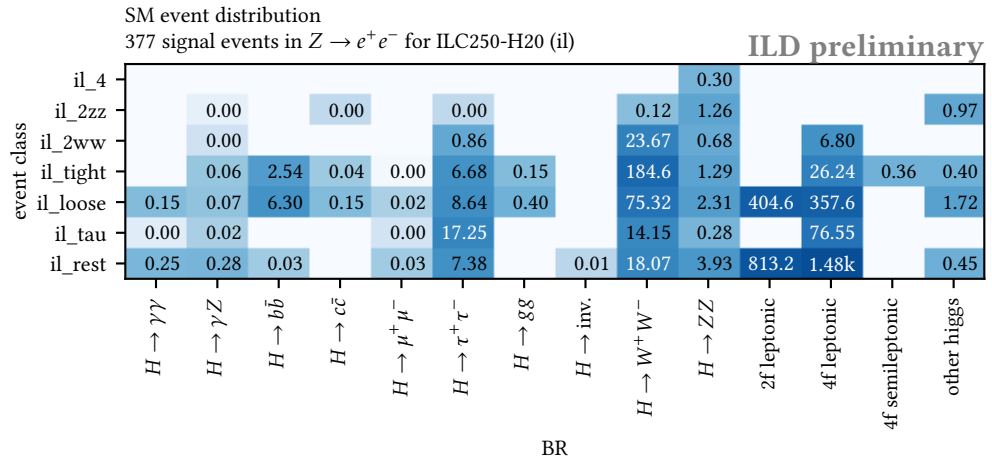 SM event distribution
377 signal events in Z → e⁺e⁻ for ILC250-H20 (il)
ILD preliminary
event class
il_4 0.30
il_2zz 0.00 0.00 0.00 0.12 1.26 0.97
il_2ww 0.00 0.86 23.67 0.68 6.80
il_tight 0.06 2.54 0.04 0.00 6.68 0.15 184.6 1.29 26.24 0.36 0.40
il_loose 0.15 0.07 6.30 0.15 0.02 8.64 0.40 75.32 2.31 404.6 357.6 1.72
il_tau 0.00 0.02 0.00 17.25 14.15 0.28 76.55
il_rest 0.25 0.28 0.03 0.03 7.38 0.01 18.07 3.93 813.2 1.48k 0.45
H → γγ
H → γZ
H → bb̄
H → cc̄
H → μ⁺μ⁻
H → τ⁺τ⁻
H → gg
H → inv.
H → W⁺W⁻
H → ZZ
2f leptonic
4f leptonic
4f semileptonic
other higgs
BR